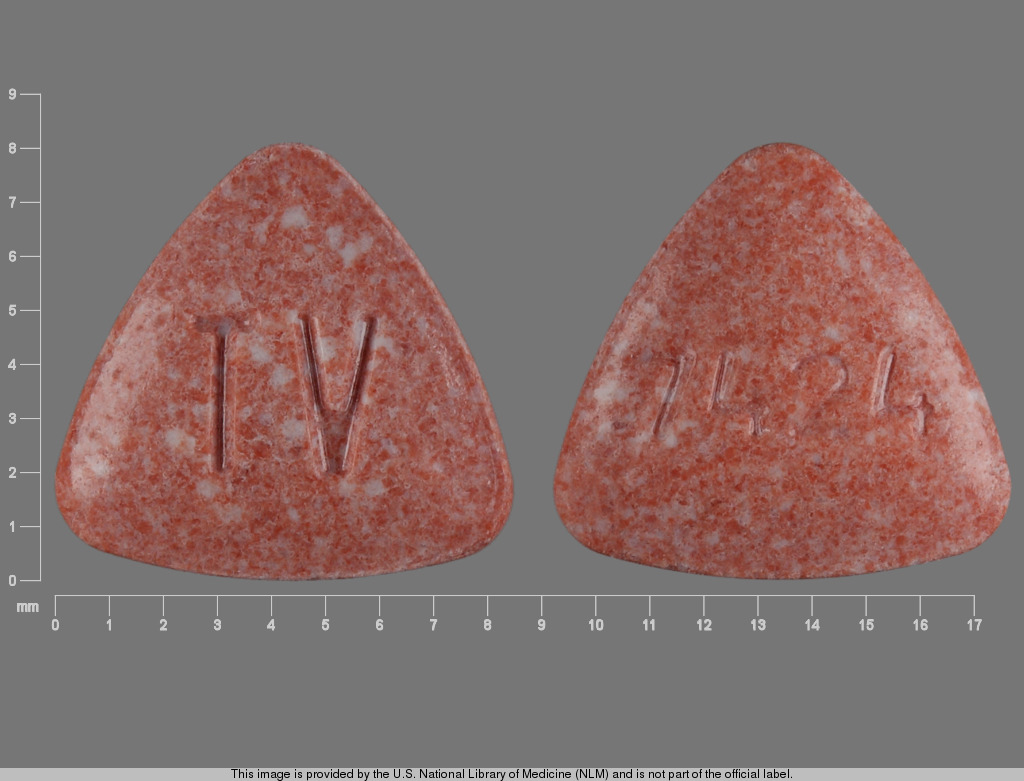 9
8
7
6
5
4
3
2
1
0
mm
TV
7424
0 1 2 3 4 5 6 7 8 9 10 11 12 13 14 15 16 17
This image is provided by the U.S. National Library of Medicine (NLM) and is not part of the official label.